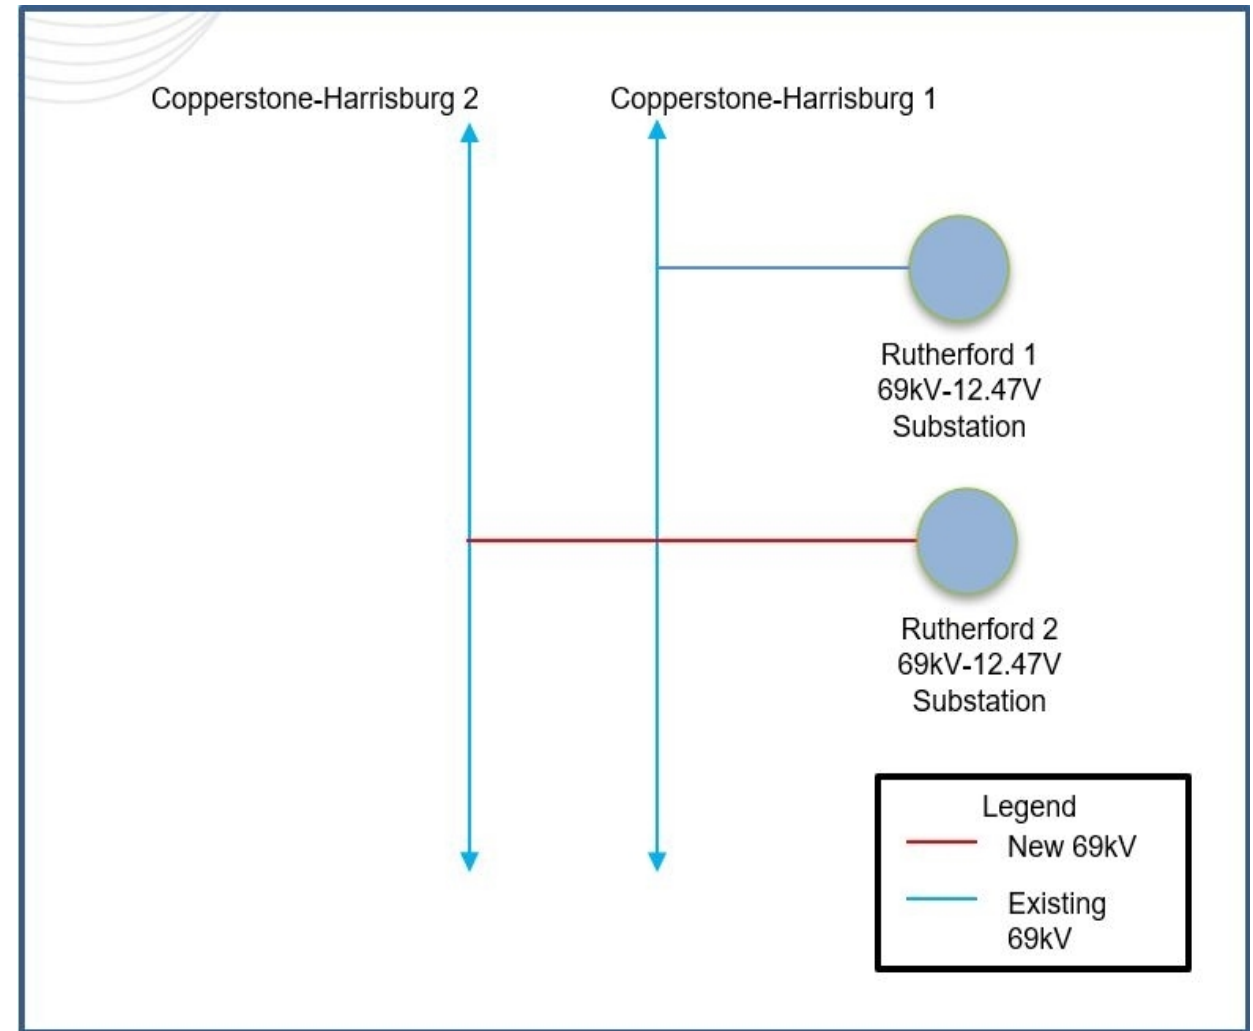 Copperstone-Harrisburg 2
Copperstone-Harrisburg 1
Rutherford 1
69kV-12.47V
Substation
Rutherford 2
69kV-12.47V
Substation
Legend
New 69kV
Existing
69kV